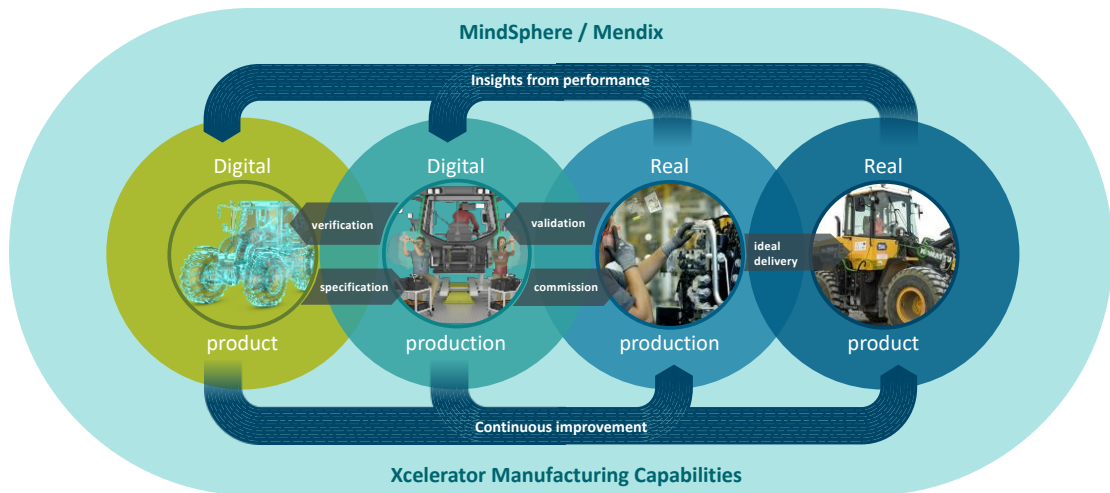 MindSphere / Mendix
Insights from performance
Digital
Digital
Real
Real
verification
validation
ideal
delivery
specification
commission
product
production
production
product
Continuous improvement
Xcelerator Manufacturing Capabilities